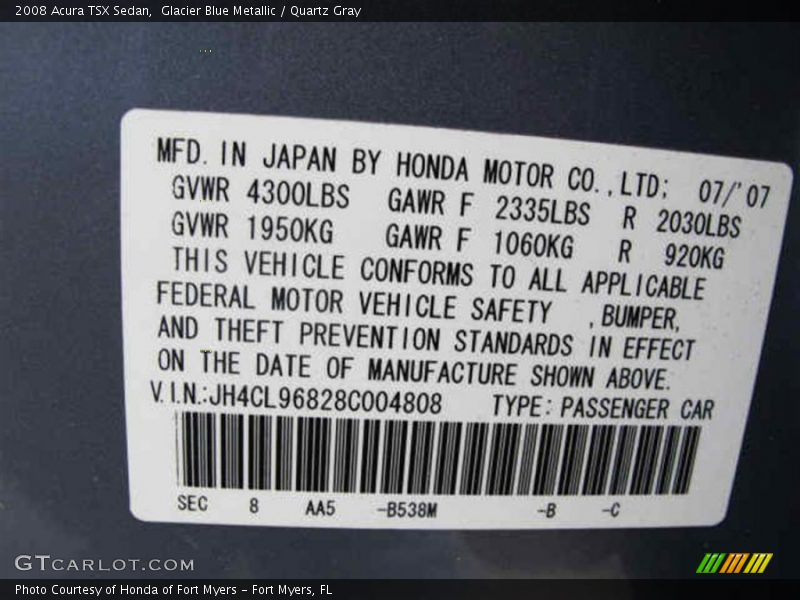 2008 Acura TSX Sedan,  Glacier Blue Metallic / Quartz Gray
MFD. IN JAPAN BY HONDA MOTOR CO.,LTD; 07/'07
GVWR 4300LBS GAWR F 2335LBS R 2030LBS
GVWR 1950KG GAWR F 1060KG R 920KG
THIS VEHICLE CONFORMS TO ALL APPLICABLE
FEDERAL MOTOR VEHICLE SAFETY ,BUMPER,
AND THEFT PREVENTION STANDARDS IN EFFECT
ON THE DATE OF MANUFACTURE SHOWN ABOVE.
V.I.N.:JH4CL96828C004808 TYPE: PASSENGER CAR
SEC 8 AA5 -B538M -B -C
GTCARLOT.COM
Photo Courtesy of Honda of Fort Myers – Fort Myers, FL